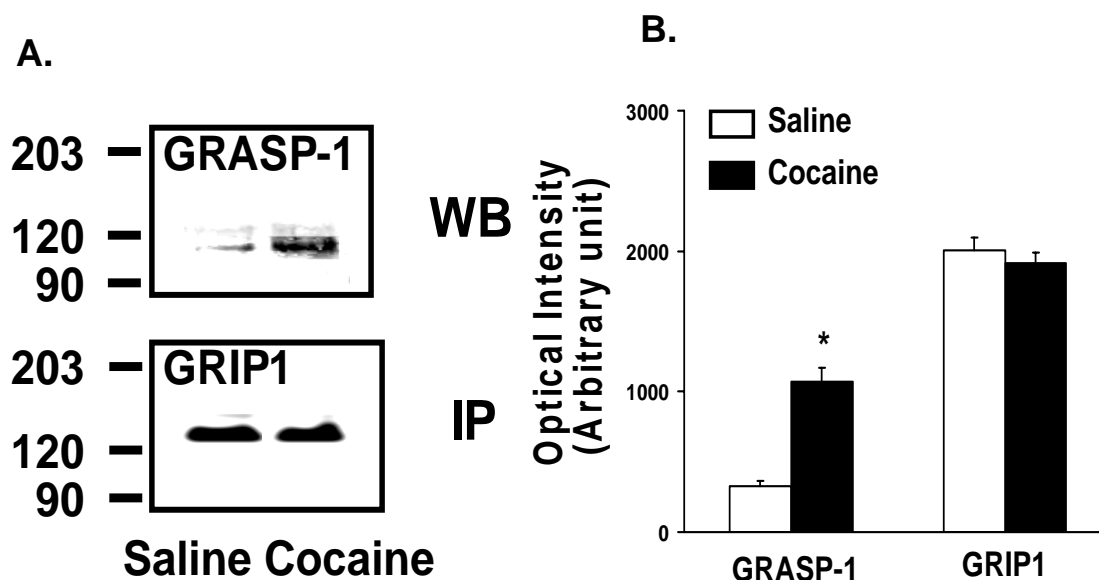 A.
203
GRASP-1
120
90
WB
203
GRIP1
120
90
IP
Saline Cocaine
B.
Optical Intensity
(Arbitrary unit)
3000
2000
1000
0
Saline
Cocaine
*
GRASP-1
GRIP1